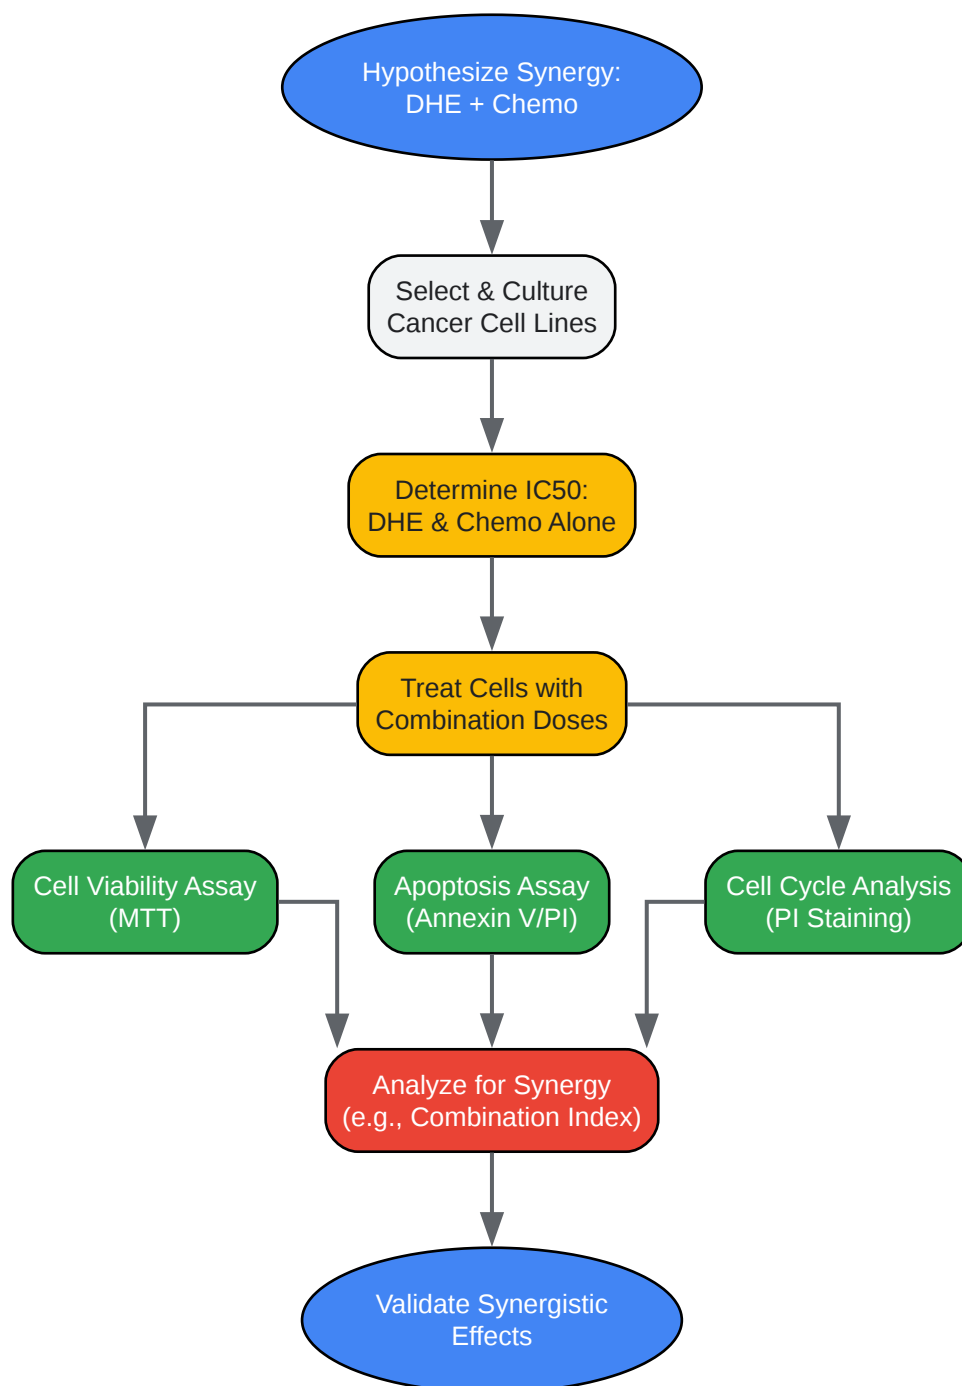 Hypothesize Synergy:
DHE + Chemo
Select & Culture
Cancer Cell Lines
Determine IC50:
DHE & Chemo Alone
Treat Cells with
Combination Doses
Cell Viability Assay
(MTT)
Apoptosis Assay
(Annexin V/PI)
Cell Cycle Analysis
(PI Staining)
Analyze for Synergy
(e.g., Combination Index)
Validate Synergistic
Effects